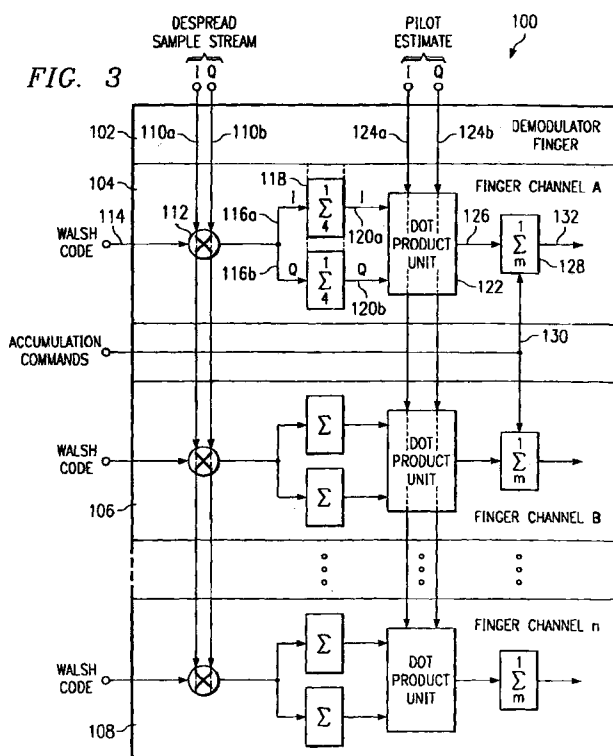 DESPREAD SAMPLE STREAM
I Q
PILOT ESTIMATE
I Q
100
FIG. 3
110a
110b
124a
124b
102
DEMODULATOR FINGER
104
118
FINGER CHANNEL A
WALSH CODE
114
112
116a
I
1 Σ 4
I
120a
116b
Q
1 Σ 4
Q
120b
DOT PRODUCT UNIT
122
126
1 Σ m
128
132
ACCUMULATION COMMANDS
130
WALSH CODE
Σ
Σ
DOT PRODUCT UNIT
1 Σ m
106
FINGER CHANNEL B
FINGER CHANNEL n
WALSH CODE
Σ
Σ
DOT PRODUCT UNIT
1 Σ m
108